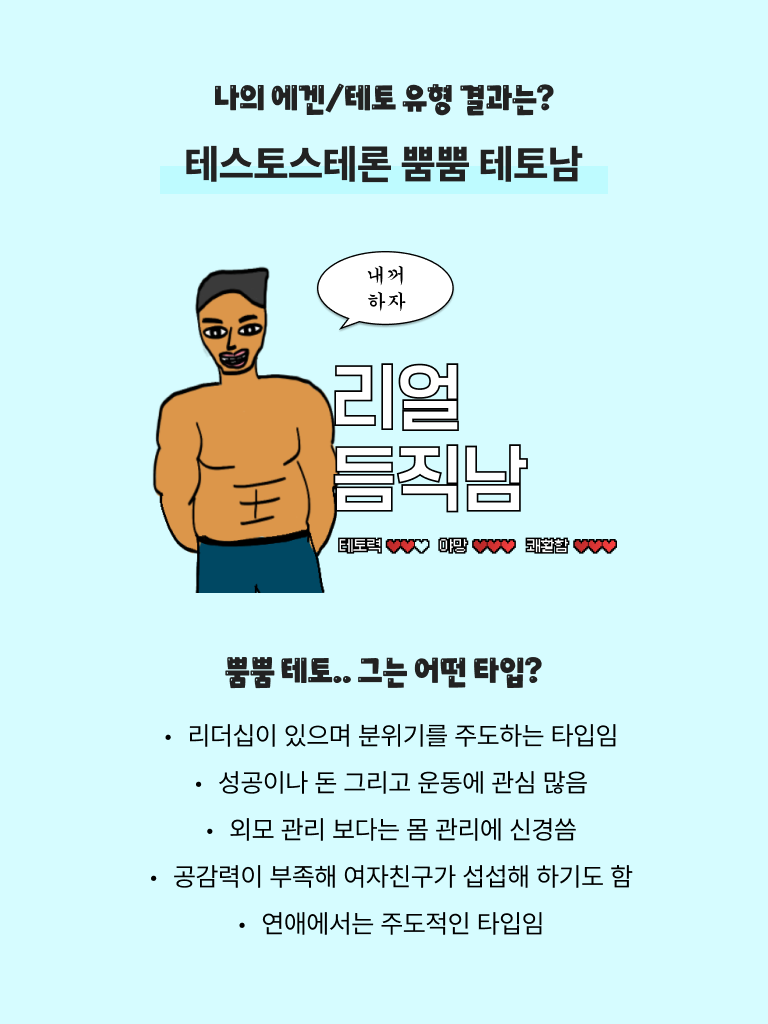 나의 에겐/테토 유형 결과는?
테스토스테론 뿜뿜 테토남
내꺼
하자
리얼
듬직남
테토력 ♥♥♡ 야망 ♥♥♥ 쾌활함 ♥♥♥
뿜뿜 테토.. 그는 어떤 타입?
• 리더십이 있으며 분위기를 주도하는 타입임
• 성공이나 돈 그리고 운동에 관심 많음
• 외모 관리 보다는 몸 관리에 신경씀
• 공감력이 부족해 여자친구가 섭섭해 하기도 함
• 연애에서는 주도적인 타입임